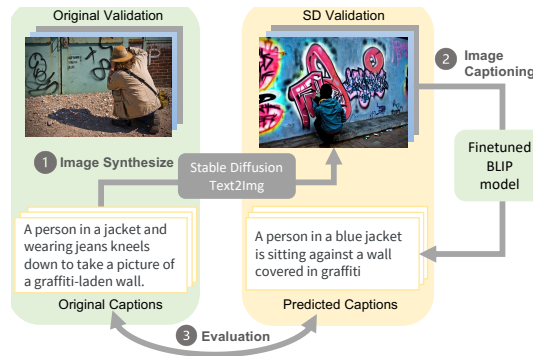 Original Validation
SD Validation
2 Image
Captioning
1 Image Synthesize
Stable Diffusion
Text2Img
Finetuned
BLIP
model
A person in a jacket and
wearing jeans kneels
down to take a picture of
a graffiti-laden wall.
A person in a blue jacket
is sitting against a wall
covered in graffiti
Original Captions
Predicted Captions
3 Evaluation